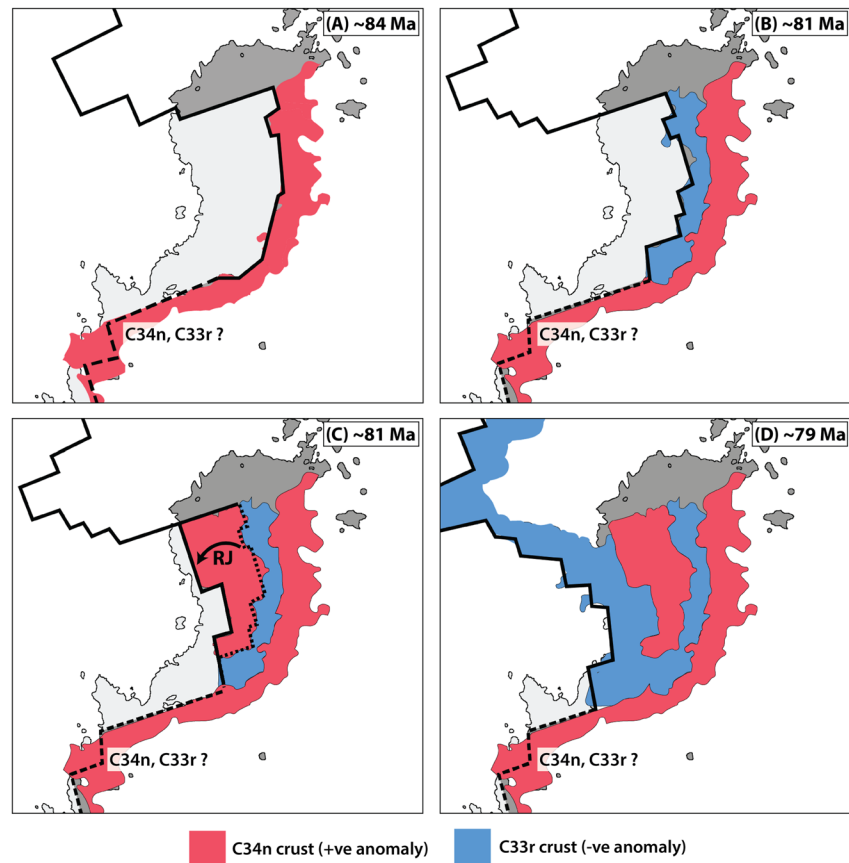 (A) ~84 Ma
C34n, C33r ?
(B) ~81 Ma
C34n, C33r ?
(C) ~81 Ma
RJ
C34n, C33r ?
(D) ~79 Ma
C34n, C33r ?
C34n crust (+ve anomaly)
C33r crust (-ve anomaly)